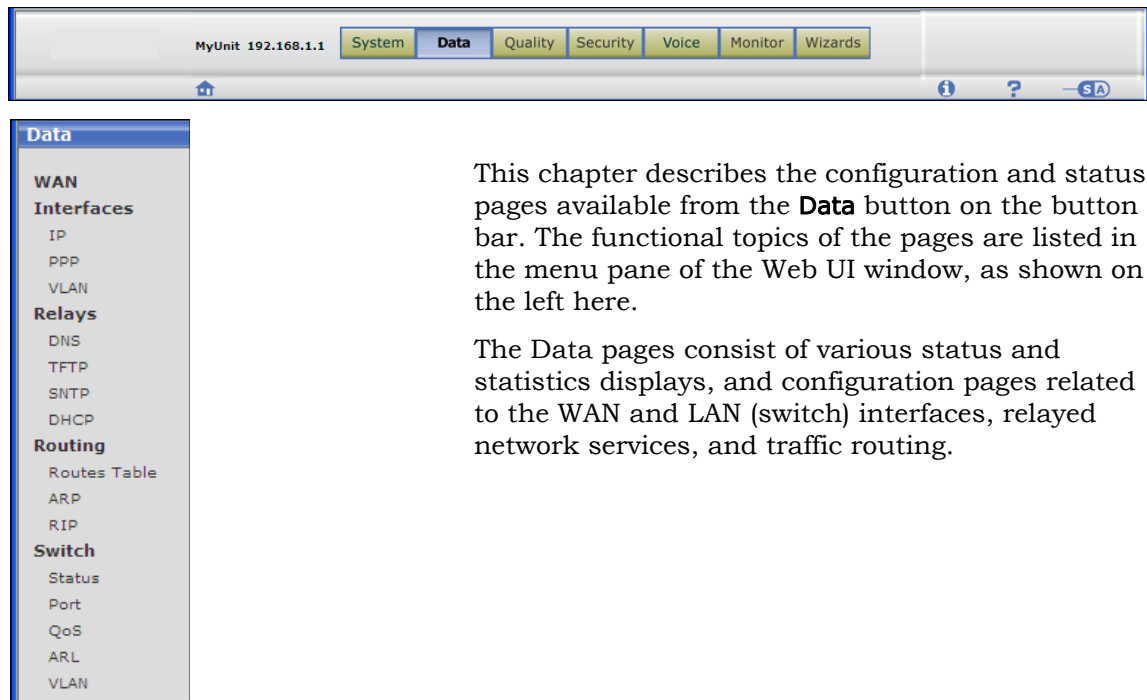 MyUnit 192.168.1.1 System Data Quality Security Voice Monitor Wizards
i ? SA
Data
WAN
Interfaces
IP
PPP
VLAN
Relays
DNS
TFTP
SNTP
DHCP
Routing
Routes Table
ARP
RIP
Switch
Status
Port
QoS
ARL
VLAN
This chapter describes the configuration and status
pages available from the Data button on the button
bar. The functional topics of the pages are listed in
the menu pane of the Web UI window, as shown on
the left here.
The Data pages consist of various status and
statistics displays, and configuration pages related
to the WAN and LAN (switch) interfaces, relayed
network services, and traffic routing.